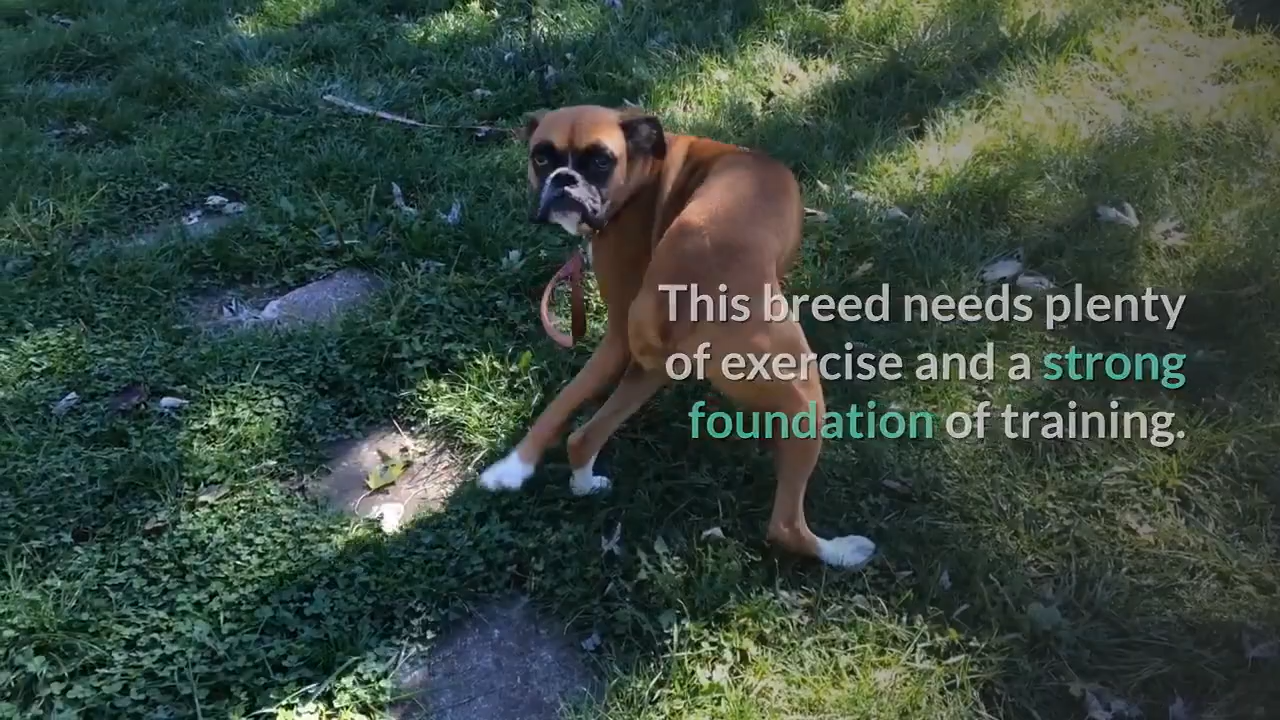 This breed needs plenty
of exercise and a strong
foundation of training.